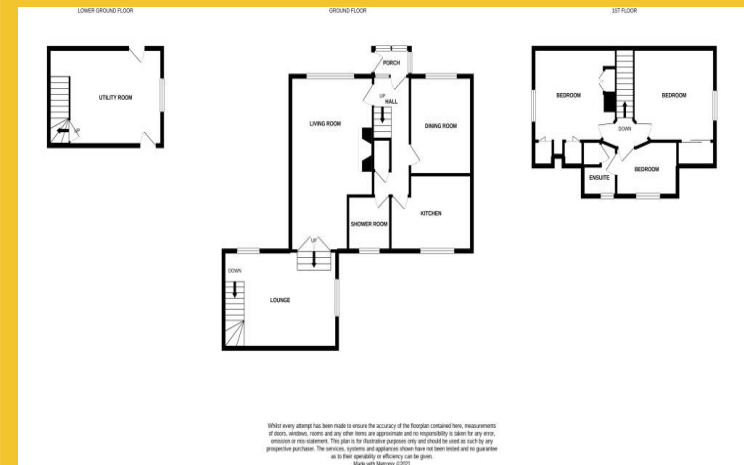 LOWER GROUND FLOOR
GROUND FLOOR
1ST FLOOR
UTILITY ROOM
UP
PORCH
UP
HALL
LIVING ROOM
DINING ROOM
SHOWER ROOM
KITCHEN
UP
DOWN
LOUNGE
BEDROOM
BEDROOM
DOWN
ENSUITE
BEDROOM
Whilst every attempt has been made to ensure the accuracy of the floorplan contained here, measurements
of doors, windows, rooms and any other items are approximate and no responsibility is taken for any error,
omission or mis-statement. This plan is for illustrative purposes only and should be used as such by any
prospective purchaser. The services, systems and appliances shown have not been tested and no guarantee
as to their operability or efficiency can be given.
Made with Metropix ©2021